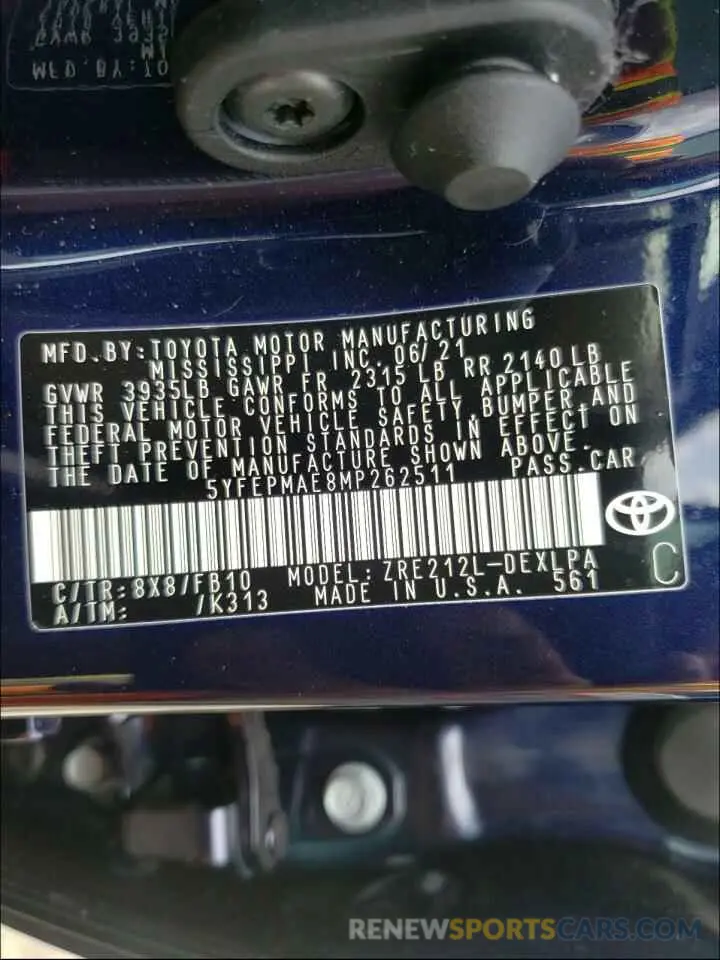 MFD.BY:TOYOTA MOTOR MANUFACTURING
MISSISSIPPI INC. 06/21
GVWR 3935LB GAWR FR 2315 LB RR 2140 LB
THIS VEHICLE CONFORMS TO ALL APPLICABLE
FEDERAL MOTOR VEHICLE SAFETY,BUMPER,AND
THEFT PREVENTION STANDARDS IN EFFECT ON
THE DATE OF MANUFACTURE SHOWN ABOVE.
5YFEPMAE8MP262511 PASS.CAR
C/TR:8X8/FB10 MODEL:ZRE212L-DEXLPA
A/TM: /K313 MADE IN U.S.A. 561
C
RENEWSPORTSCARS.COM